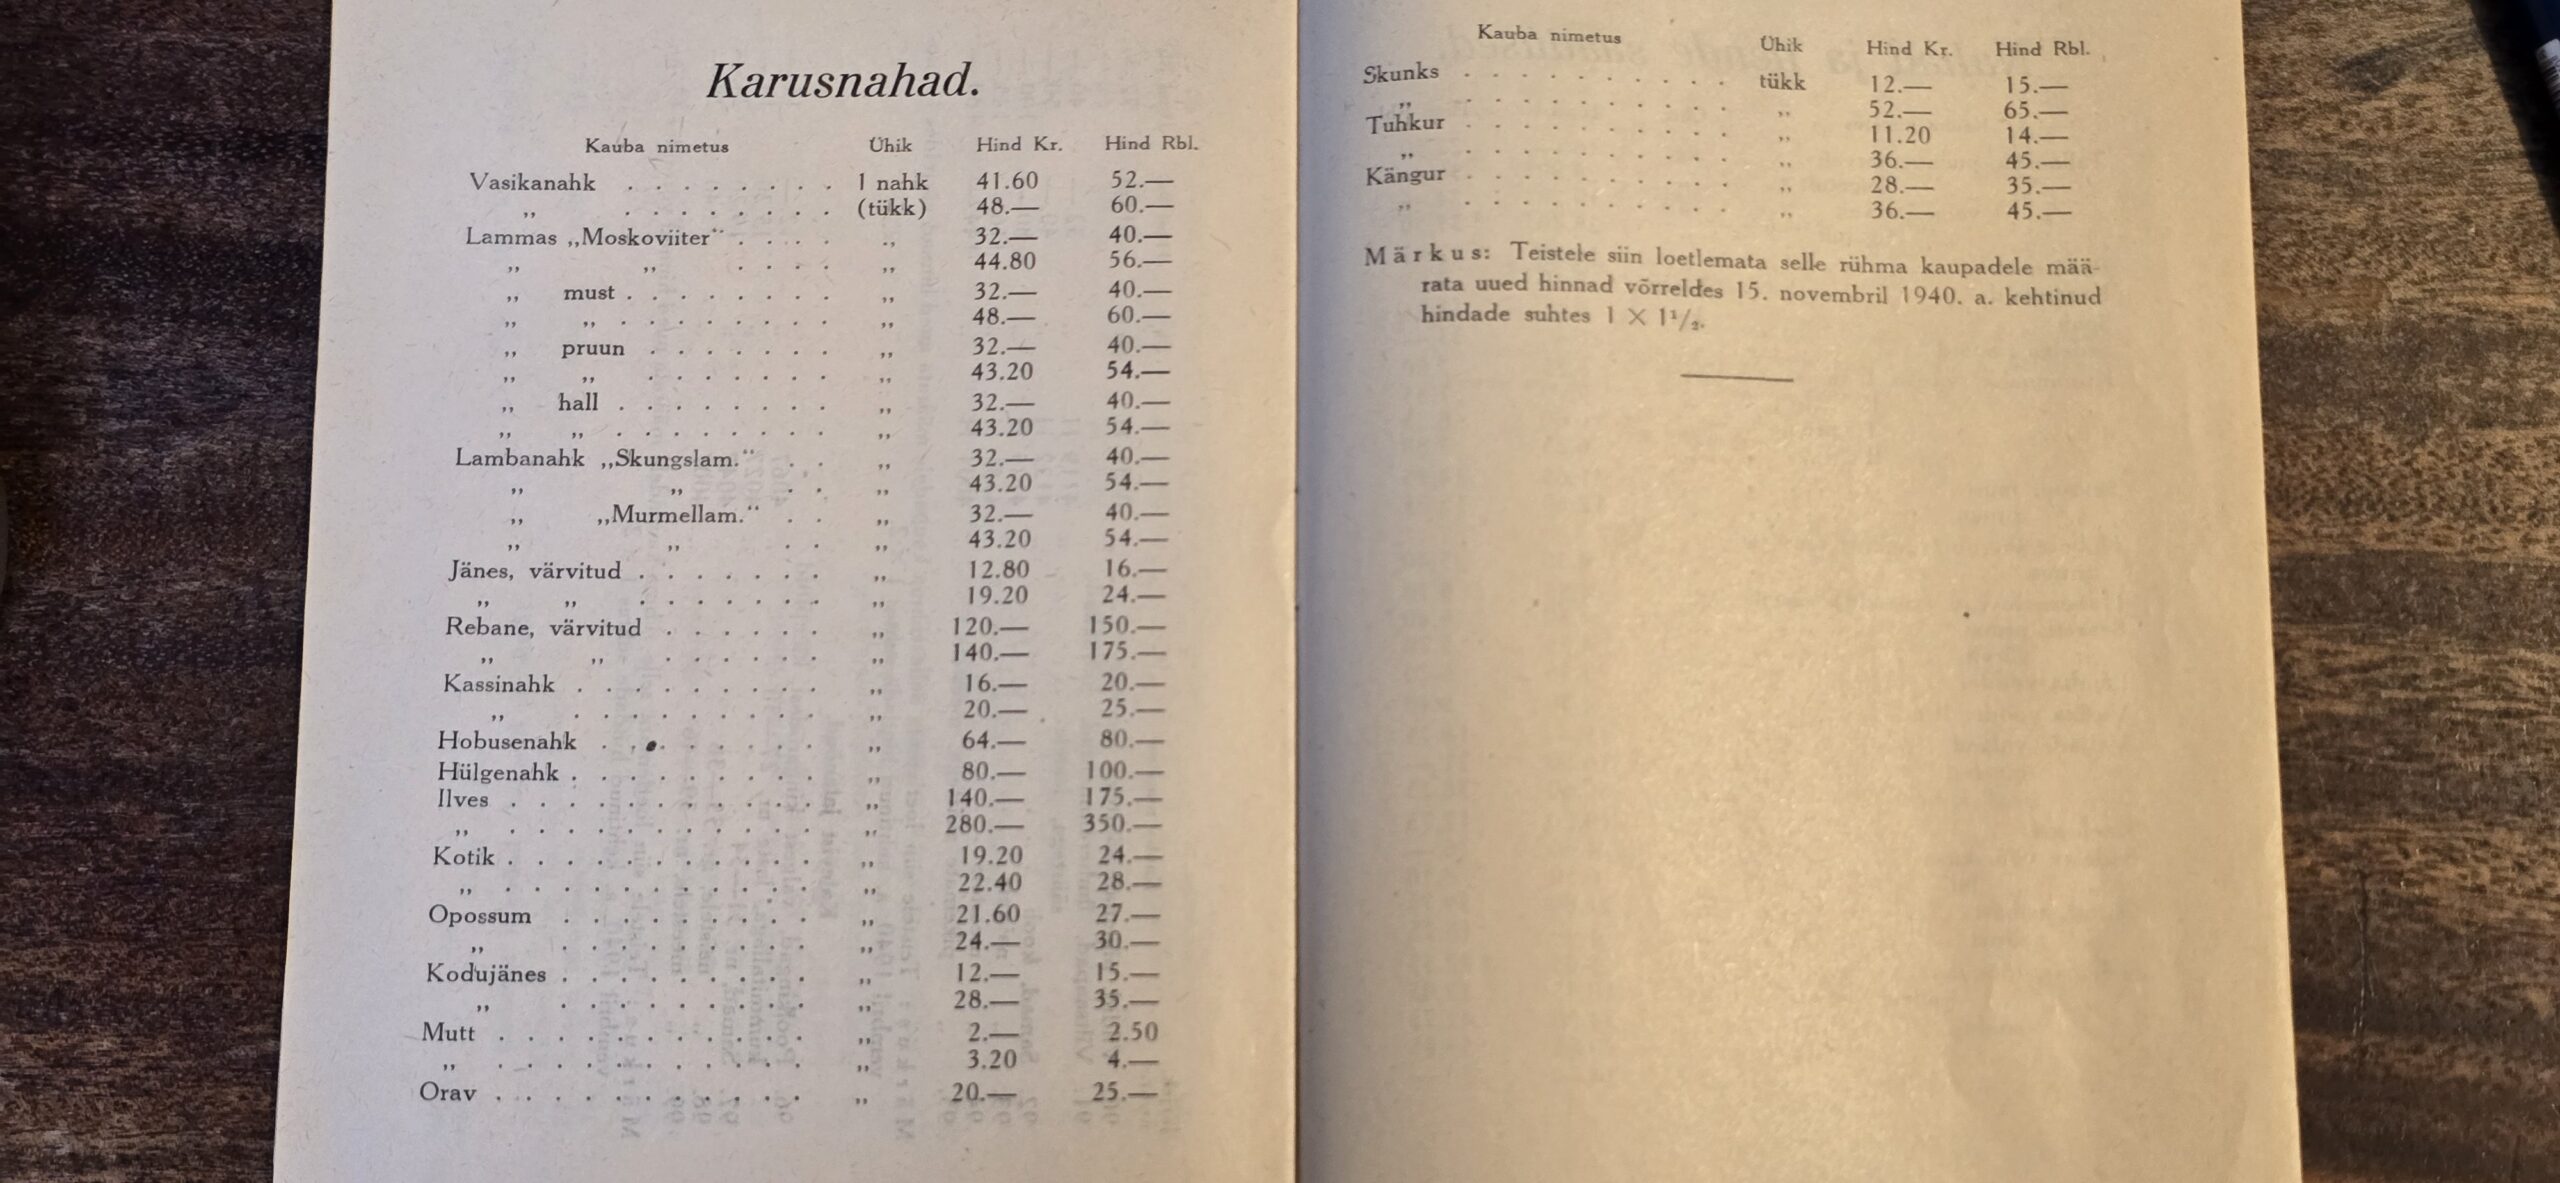 Karusnahad.
Kauba nimetus Ühik Hind Kr. Hind Rbl.
Vasikanahk . . . . . . . . 1 nahk 41.60 52.—
„ . . . . . . . . (tükk) 48.— 60.—
Lammas „Moskoviiter“ . . . . „ 32.— 40.—
„ „ . . . . „ 44.80 56.—
„ must . . . . . . . . „ 32.— 40.—
„ „ . . . . . . . . „ 48.— 60.—
„ pruun . . . . . . . „ 32.— 40.—
„ „ . . . . . . . „ 43.20 54.—
„ hall . . . . . . . . „ 32.— 40.—
„ „ . . . . . . . . „ 43.20 54.—
Lambanahk „Skungslam.“ . . „ 32.— 40.—
„ „ . . „ 43.20 54.—
„ „Murmellam.“ . . „ 32.— 40.—
„ „ . . „ 43.20 54.—
Jänes, värvitud . . . . . . . „ 12.80 16.—
„ „ . . . . . . . „ 19.20 24.—
Rebane, värvitud . . . . . . „ 120.— 150.—
„ „ . . . . . . „ 140.— 175.—
Kassinahk . . . . . . . . . „ 16.— 20.—
„ . . . . . . . . . „ 20.— 25.—
Hobusenahk . . . . . . . . „ 64.— 80.—
Hülgenahk . . . . . . . . . „ 80.— 100.—
Ilves . . . . . . . . . . . „ 140.— 175.—
„ . . . . . . . . . . . „ 280.— 350.—
Kotik . . . . . . . . . . . „ 19.20 24.—
„ . . . . . . . . . . . „ 22.40 28.—
Opossum . . . . . . . . . „ 21.60 27.—
„ . . . . . . . . . „ 24.— 30.—
Kodujänes . . . . . . . . . „ 12.— 15.—
„ . . . . . . . . . „ 28.— 35.—
Mutt . . . . . . . . . . . „ 2.— 2.50
„ . . . . . . . . . . . „ 3.20 4.—
Orav . . . . . . . . . . . „ 20.— 25.—
Kauba nimetus Ühik Hind Kr. Hind Rbl.
Skunks . . . . . . . . . . tükk 12.— 15.—
„ . . . . . . . . . . „ 52.— 65.—
Tuhkur . . . . . . . . . . „ 11.20 14.—
„ . . . . . . . . . . „ 36.— 45.—
Kängur . . . . . . . . . . „ 28.— 35.—
„ . . . . . . . . . . „ 36.— 45.—
Märkus: Teistele siin loetlemata selle rühma kaupadele mää-
rata uued hinnad võrreldes 15. novembril 1940. a. kehtinud
hindade suhtes 1 × 1¹/₂.